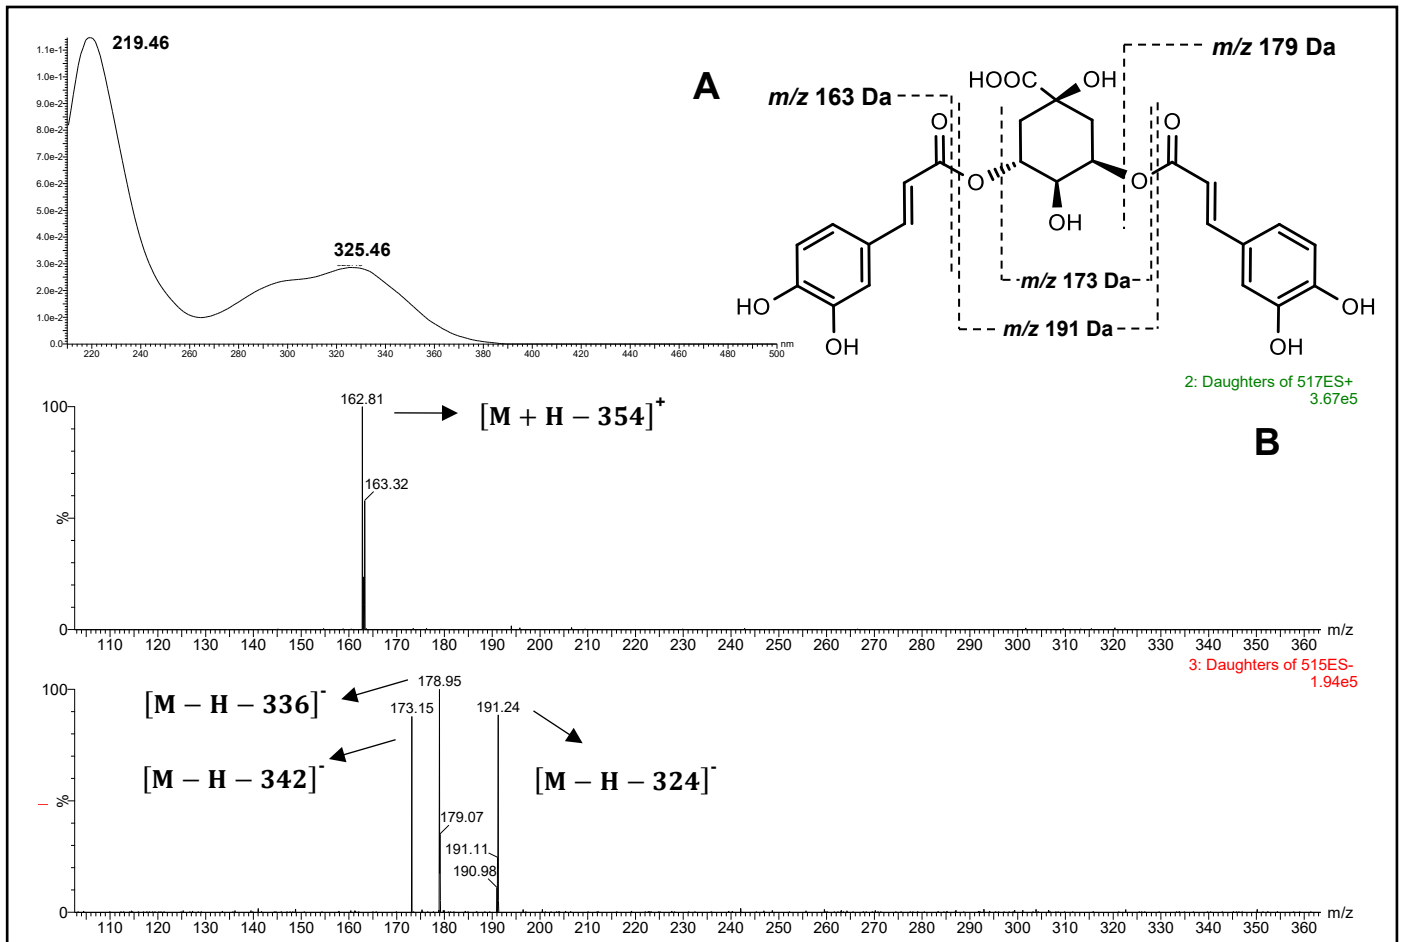 219.46
1.1e-1
1.0e-1
9.0e-2
8.0e-2
7.0e-2
6.0e-2
5.0e-2
4.0e-2
3.0e-2
2.0e-2
1.0e-2
0.0
325.46
220 240 260 280 300 320 340 360 380 400 420 440 460 480 500 nm
A
m/z 179 Da
m/z 163 Da
HOOC
OH
O
O
O
O
OH
m/z 173 Da
m/z 191 Da
HO
OH
OH
OH
2: Daughters of 517ES+
3.67e5
B
100
%
0
162.81
163.32
[M + H − 354]+
110 120 130 140 150 160 170 180 190 200 210 220 230 240 250 260 270 280 290 300 310 320 330 340 350 360 m/z
3: Daughters of 515ES-
1.94e5
100
%
0
[M − H − 336]-
178.95
173.15
191.24
[M − H − 342]-
[M − H − 324]-
179.07
191.11
190.98
110 120 130 140 150 160 170 180 190 200 210 220 230 240 250 260 270 280 290 300 310 320 330 340 350 360 m/z